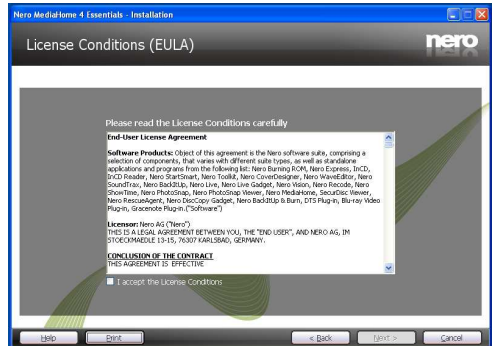 Nero MediaHome 4 Essentials - Installation
License Conditions (EULA)
nero
Please read the License Conditions carefully
End-User License Agreement
Software Products: Object of this agreement is the Nero software suite, comprising a
selection of components, that varies with different suite types, as well as standalone
applications and programs from the following list: Nero Burning ROM, Nero Express, InCD,
InCD Reader, Nero StartSmart, Nero Toolkit, Nero CoverDesigner, Nero WaveEditor, Nero
SoundTrax, Nero BackItUp, Nero Live, Nero Live Gadget, Nero Vision, Nero Recode, Nero
ShowTime, Nero PhotoSnap, Nero PhotoSnap Viewer, Nero MediaHome, SecurDisc Viewer,
Nero RescueAgent, Nero DiscCopy Gadget, Nero BackItUp & Burn, DTS Plug-in, Blu-ray Video
Plug-in, Gracenote Plug-in.("Software")
Licensor: Nero AG ("Nero")
THIS IS A LEGAL AGREEMENT BETWEEN YOU, THE "END USER", AND NERO AG, IM
STOECKMAEDLE 13-15, 76307 KARLSBAD, GERMANY.
CONCLUSION OF THE CONTRACT
THIS AGREEMENT IS EFFECTIVE
I accept the License Conditions
Help
Print
< Back
Next >
Cancel